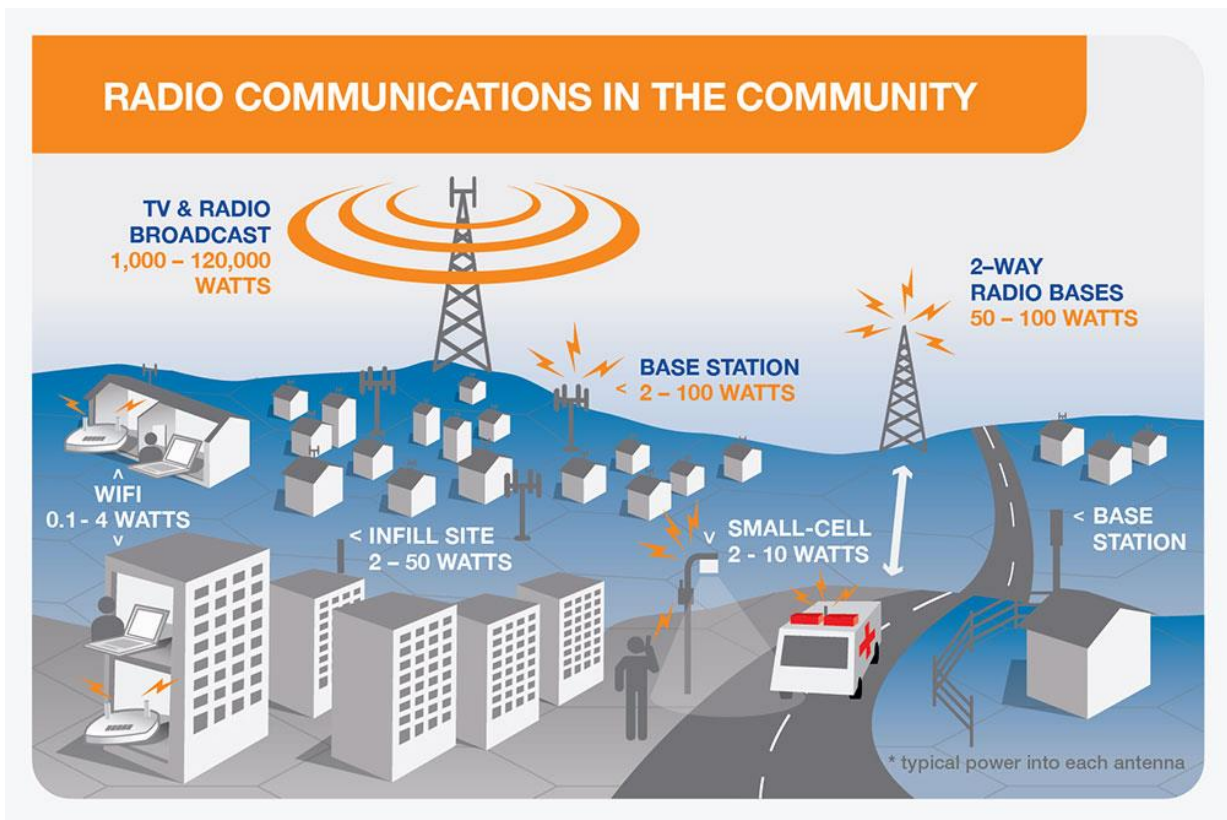 RADIO COMMUNICATIONS IN THE COMMUNITY
TV & RADIO
BROADCAST
1,000 – 120,000
WATTS
2–WAY
RADIO BASES
50 – 100 WATTS
BASE STATION
< 2 – 100 WATTS
^
WIFI
0.1 - 4 WATTS
v
< INFILL SITE
2 – 50 WATTS
v SMALL-CELL
2 - 10 WATTS
< BASE
STATION
* typical power into each antenna